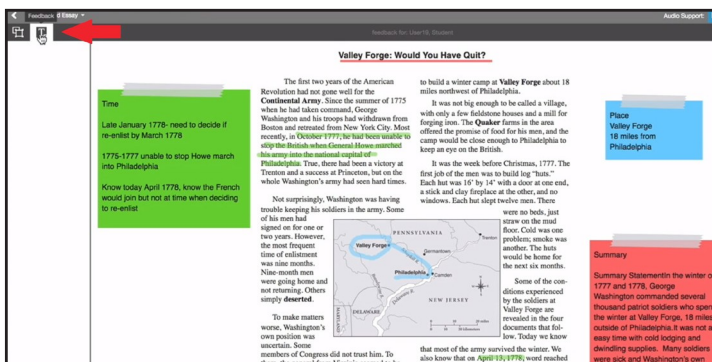 Feedback
d Essay
Audio Support:
feedback for: User18, Student
Valley Forge: Would You Have Quit?
Time
Late January 1778- need to decide if
re-enlist by March 1778
1775-1777 unable to stop Howe march
into Philadelphia
Know today April 1778, know the French
would join but not at time when deciding
to re-enlist
The first two years of the American
Revolution had not gone well for the
Continental Army. Since the summer of 1775
when he had taken command, George
Washington and his troops had withdrawn from
Boston and retreated from New York City. Most
recently, in October 1777, he had been unable to
stop the British when General Howe marched
his army into the national capital of
Philadelphia. True, there had been a victory at
Trenton and a success at Princeton, but on the
whole Washington's army had seen hard times.
Not surprisingly, Washington was having
trouble keeping his soldiers in the army. Some
of his men had
signed on for one or
two years. However,
the most frequent
time of enlistment
was nine months.
Nine-month men
were going home and
not returning. Others
simply deserted.
To make matters
worse, Washington's
own position was
uncertain. Some
members of Congress did not trust him. To
to build a winter camp at Valley Forge about 18
miles northwest of Philadelphia.
It was not big enough to be called a village,
with only a few fieldstone houses and a mill for
forging iron. The Quaker farms in the area
offered the promise of food for his men, and the
camp would be close enough to Philadelphia to
keep an eye on the British.
It was the week before Christmas, 1777. The
first job of the men was to build log "huts."
Each hut was 16' by 14' with a door at one end,
a stick and clay fireplace at the other, and no
windows. Each hut slept twelve men. There
were no beds, just
straw on the mud
floor. Cold was one
problem; smoke was
another. The huts
would be home for
the next six months.
Some of the con-
ditions experienced
by the soldiers at
Valley Forge are
revealed in the four
documents that fol-
low. Today we know
that most of the army survived the winter. We
also know that on April 13, 1778, word reached
PENNSYLVANIA
Valley Forge
Germantown
Trenton
Philadelphia
Camden
NEW JERSEY
DELAWARE
MARYLAND
Place
Valley Forge
18 miles from
Philadelphia
Summary
Summary StatementIn the winter o
1777 and 1778, George
Washington commanded several
thousand patriot soldiers who spen
the winter at Valley Forge, 18 miles
outside of Philadelphia.It was not a
easy time with cold lodging and
dwindling supplies. Many soldiers
were sick and Washington's own